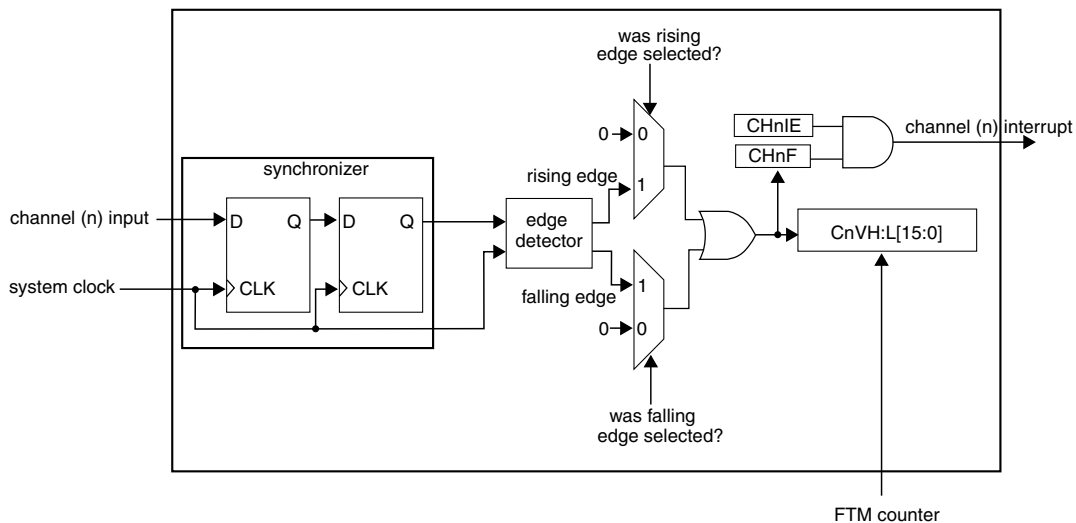 was rising
edge selected?
CHnIE
channel (n) interrupt
0
0
CHnF
synchronizer
rising edge
1
channel (n) input
D
Q
D
Q
edge
detector
CnVH:L[15:0]
system clock
CLK
CLK
falling edge
1
0
0
was falling
edge selected?
FTM counter